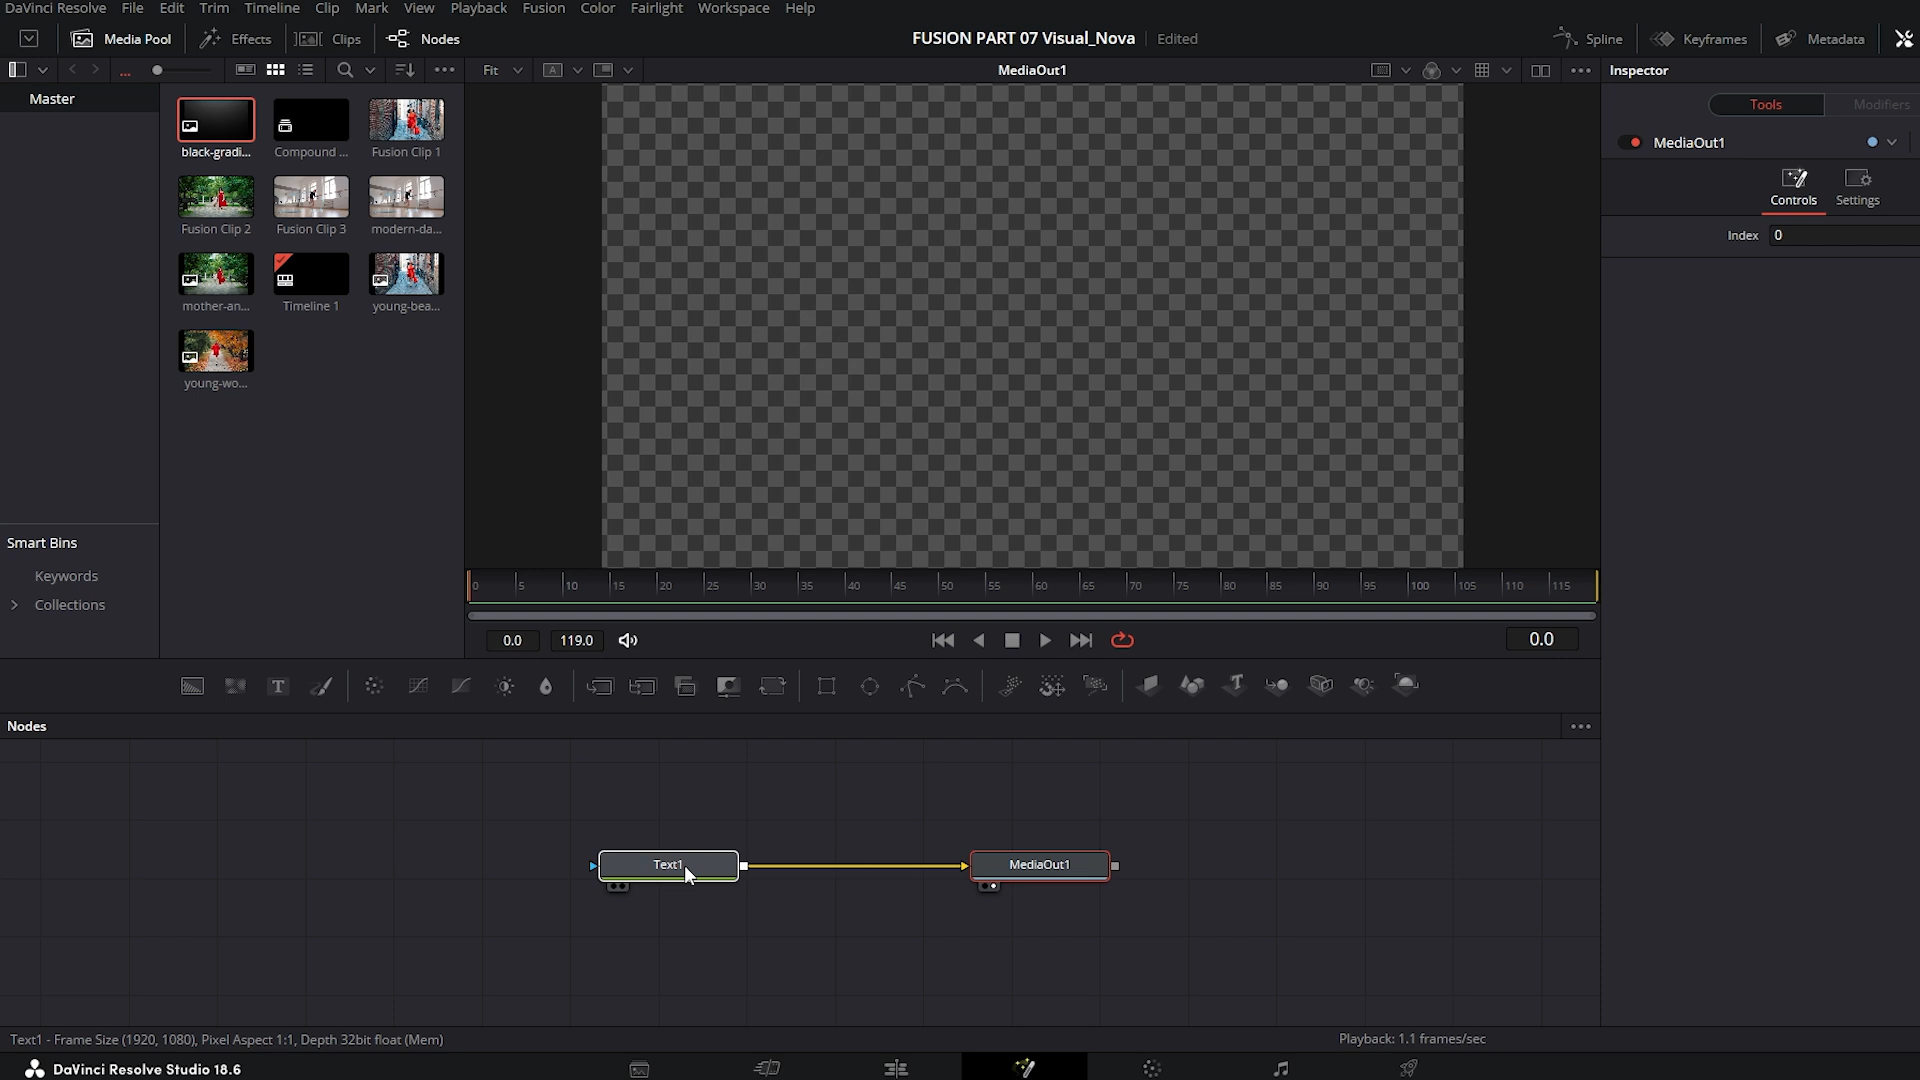 DaVinci Resolve File Edit Trim Timeline Clip Mark View Playback Fusion Color Fairlight Workspace Help
Media Pool Effects Clips Nodes FUSION PART 07 Visual_Nova Edited Spline Keyframes Metadata
... Fit A MediaOut1 Inspector
Master
Tools Modifiers
black-gradi... Compound ... Fusion Clip 1
MediaOut1
Fusion Clip 2 Fusion Clip 3 modern-da...
Controls Settings
Index 0
mother-an... Timeline 1 young-bea...
young-wo...
Smart Bins
Keywords
Collections
0 5 10 15 20 25 30 35 40 45 50 55 60 65 70 75 80 85 90 95 100 105 110 115
0.0 119.0 0.0
T T
Nodes
Text1 MediaOut1
Text1 - Frame Size (1920, 1080), Pixel Aspect 1:1, Depth 32bit float (Mem) Playback: 1.1 frames/sec
DaVinci Resolve Studio 18.6